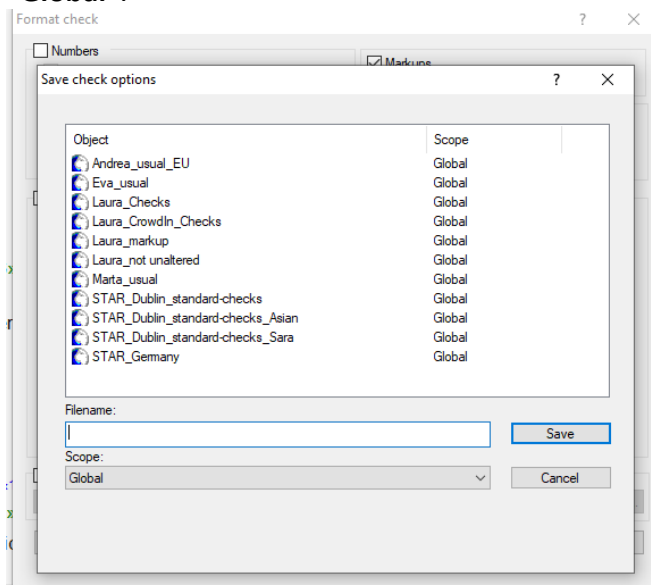 Global
Format check
Numbers
Markups
Save check options
Object Scope
Andrea_usual_EU Global
Eva_usual Global
Laura_Checks Global
Laura_CrowdIn_Checks Global
Laura_markup Global
Laura_not unaltered Global
Marta_usual Global
STAR_Dublin_standard-checks Global
STAR_Dublin_standard-checks_Asian Global
STAR_Dublin_standard-checks_Sara Global
STAR_Germany Global
Filename:
Save
Scope:
Global
Cancel